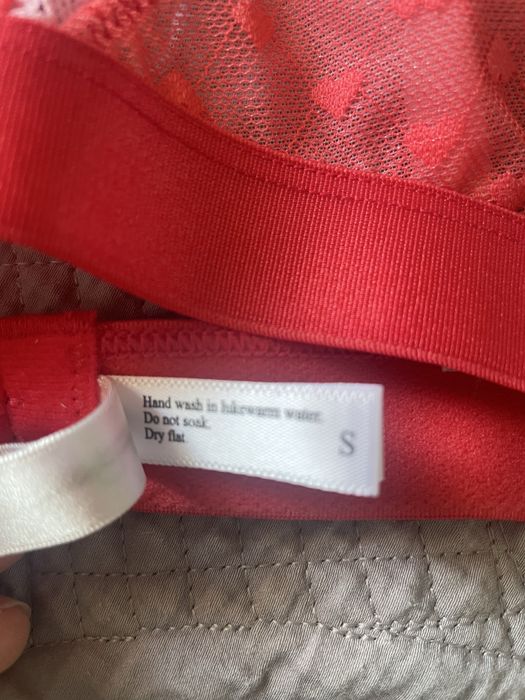 Hand wash in lukewarm water.
Do not soak.
Dry flat
S